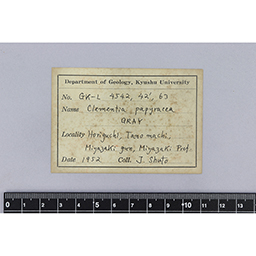 Department of Geology, Kyushu University
No. GK-L 4542, 42', 63
Name Clementia papyracea
GRAY
Locality Horiguchi, Tano machi,
Miyazaki gun, Miyazaki Pref.
Date 1952 Coll. J. Shuto
0 1 2 3 4 5 6 7 8 9 10 11 12 13